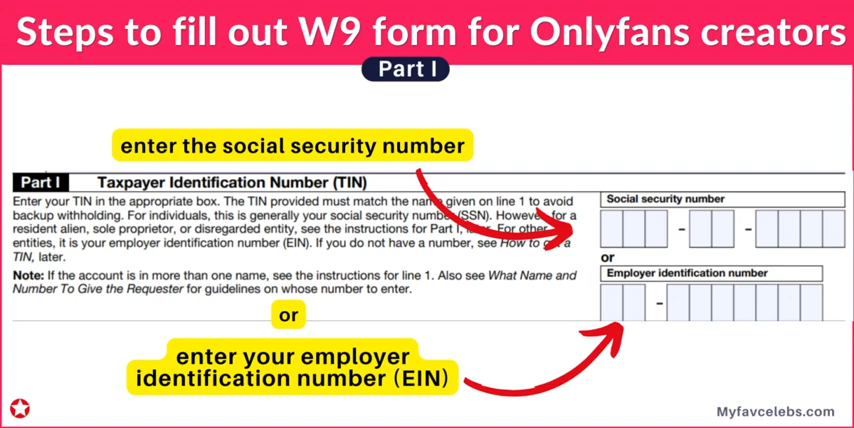 Steps to fill out W9 form for Onlyfans creators
Part I
enter the social security number
Part I Taxpayer Identification Number (TIN)
Enter your TIN in the appropriate box. The TIN provided must match the name given on line 1 to avoid
backup withholding. For individuals, this is generally your social security number (SSN). However, for a
resident alien, sole proprietor, or disregarded entity, see the instructions for Part I, later. For other
entities, it is your employer identification number (EIN). If you do not have a number, see How to get a
TIN, later.
Note: If the account is in more than one name, see the instructions for line 1. Also see What Name and
Number To Give the Requester for guidelines on whose number to enter.
Social security number
– –
or
Employer identification number
–
or
enter your employer
identification number (EIN)
Myfavcelebs.com